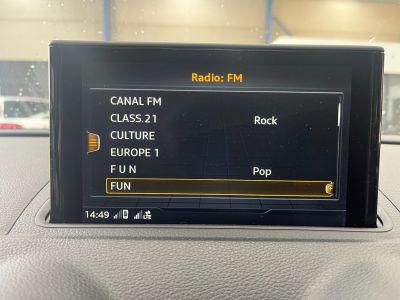 Radio: FM
CANAL FM
CLASS.21 Rock
CULTURE
EUROPE 1
F U N Pop
FUN
14:49